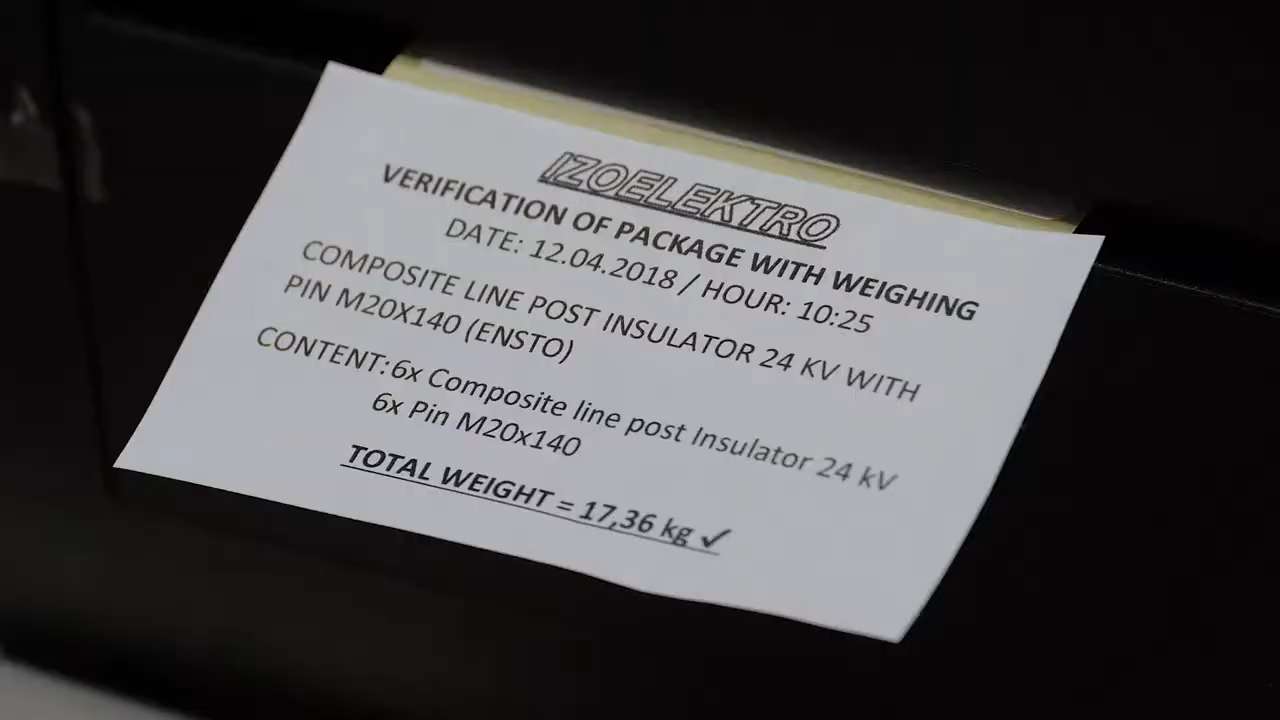 IZOELEKTRO
VERIFICATION OF PACKAGE WITH WEIGHING
DATE: 12.04.2018 / HOUR: 10:25
COMPOSITE LINE POST INSULATOR 24 KV WITH
PIN M20X140 (ENSTO)
CONTENT: 6x Composite line post Insulator 24 kV
6x Pin M20x140
TOTAL WEIGHT = 17,36 kg ✓